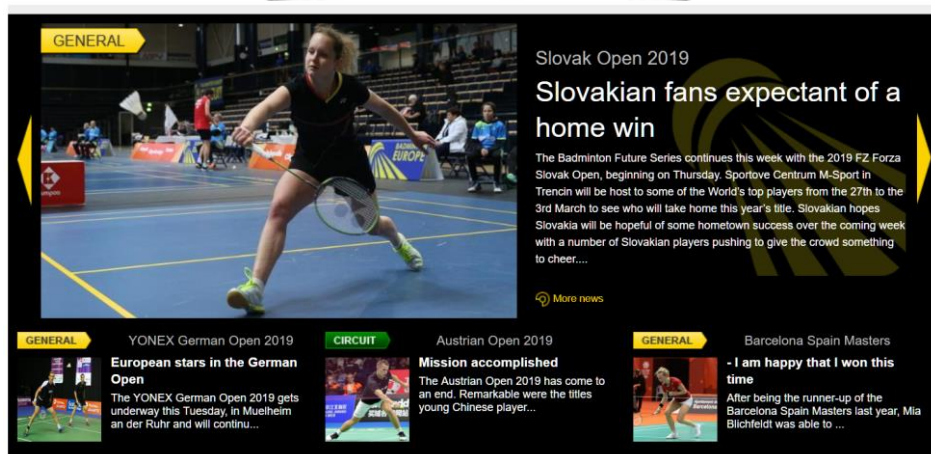 GENERAL
BADMINTON
EUROPE
Slovak Open 2019
Slovakian fans expectant of a
home win
The Badminton Future Series continues this week with the 2019 FZ Forza
Slovak Open, beginning on Thursday. Sportove Centrum M-Sport in
Trencin will be host to some of the World's top players from the 27th to the
3rd March to see who will take home this year's title. Slovakian hopes
Slovakia will be hopeful of some hometown success over the coming week
with a number of Slovakian players pushing to give the crowd something
to cheer....
More news
GENERAL
YONEX German Open 2019
European stars in the German
Open
The YONEX German Open 2019 gets
underway this Tuesday, in Muelheim
an der Ruhr and will continu...
CIRCUIT
Austrian Open 2019
Mission accomplished
The Austrian Open 2019 has come to
an end. Remarkable were the titles
young Chinese player...
GENERAL
Barcelona Spain Masters
- I am happy that I won this
time
After being the runner-up of the
Barcelona Spain Masters last year, Mia
Blichfeldt was able to ...